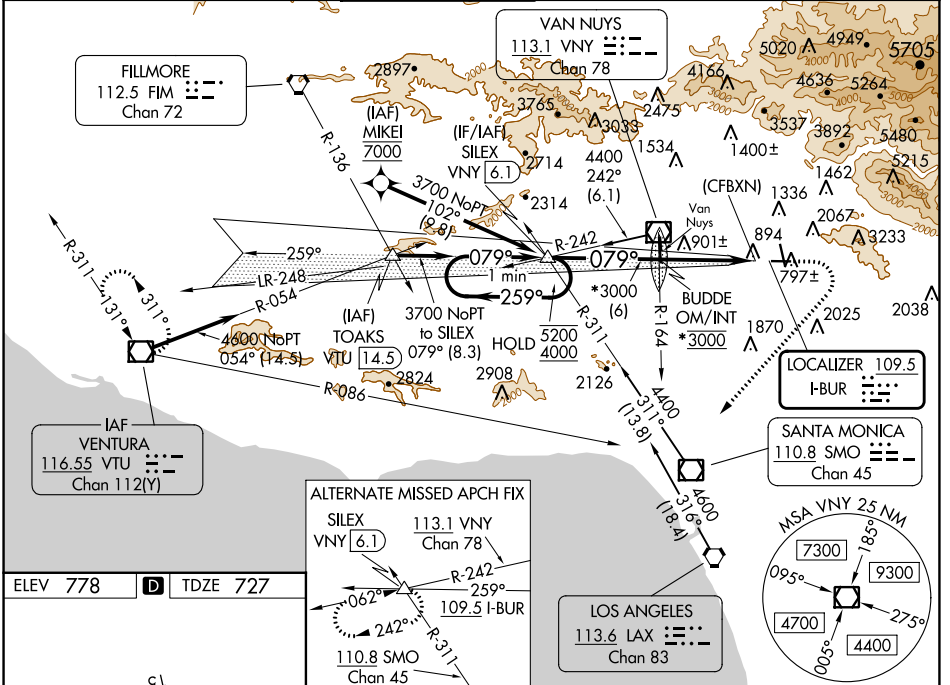 VAN NUYS
113.1 VNY
Chan 78
FILLMORE
112.5 FIM
Chan 72
2897
3765
3033
2475
4166
5020
4949
5705
4636
5264
3537
3892
5480
5215
1534
1400±
1462
1336
2067
3233
894
797±
901±
2025
2038
1870
4000
2000
5000
2000
4000
2000
(IAF)
MIKEI
7000
(IF/IAF)
SILEX
VNY 6.1
2714
2314
4400
242°
(6.1)
R-136
3700 NoPT
102°
(9.8)
R-242
Van
Nuys
(CFBXN)
259°
LR-248
R-054
079°
1 min
259°
079°
*3000
(6)
BUDDE
OM/INT
*3000
R-164
R-311
131°
311°
4600 NoPT
054° (14.5)
(IAF)
TOAKS
VTU 14.5
3700 NoPT
to SILEX
079° (8.3)
HOLD
5200
4000
R-311
2824
2908
2000
2126
R-086
4400
311°
(13.8)
4600
316°
(18.4)
LOCALIZER 109.5
I-BUR
IAF
VENTURA
116.55 VTU
Chan 112(Y)
SANTA MONICA
110.8 SMO
Chan 45
LOS ANGELES
113.6 LAX
Chan 83
MSA VNY 25 NM
7300
185°
095°
9300
4700
275°
005°
4400
ALTERNATE MISSED APCH FIX
SILEX
VNY 6.1
113.1 VNY
Chan 78
R-242
259°
109.5 I-BUR
062°
242°
R-311
110.8 SMO
Chan 45
ELEV 778
D
TDZE 727